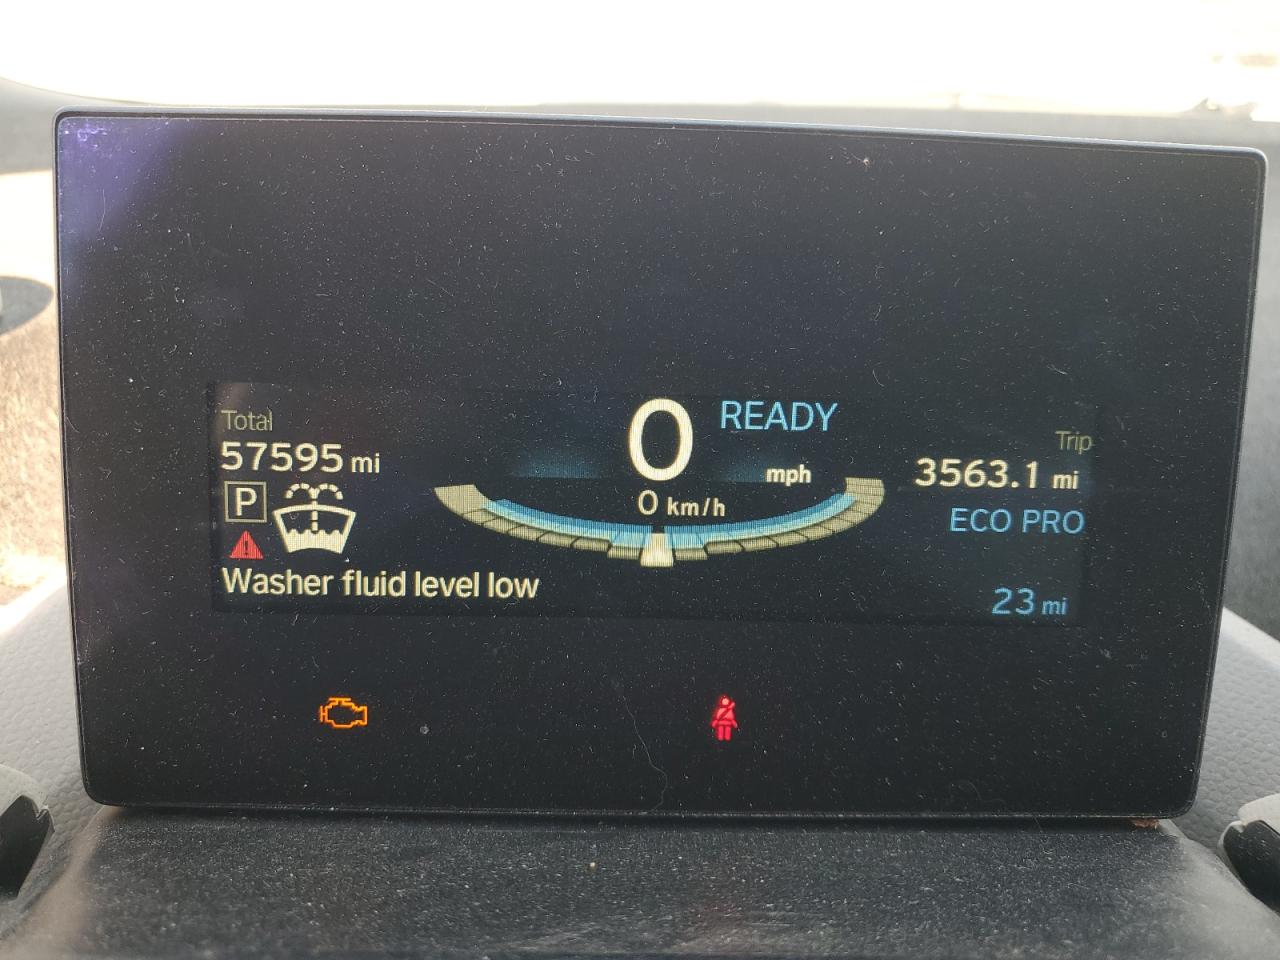 Total
57595 mi
P
Washer fluid level low
0 READY
mph
0 km/h
Trip
3563.1 mi
ECO PRO
23 mi